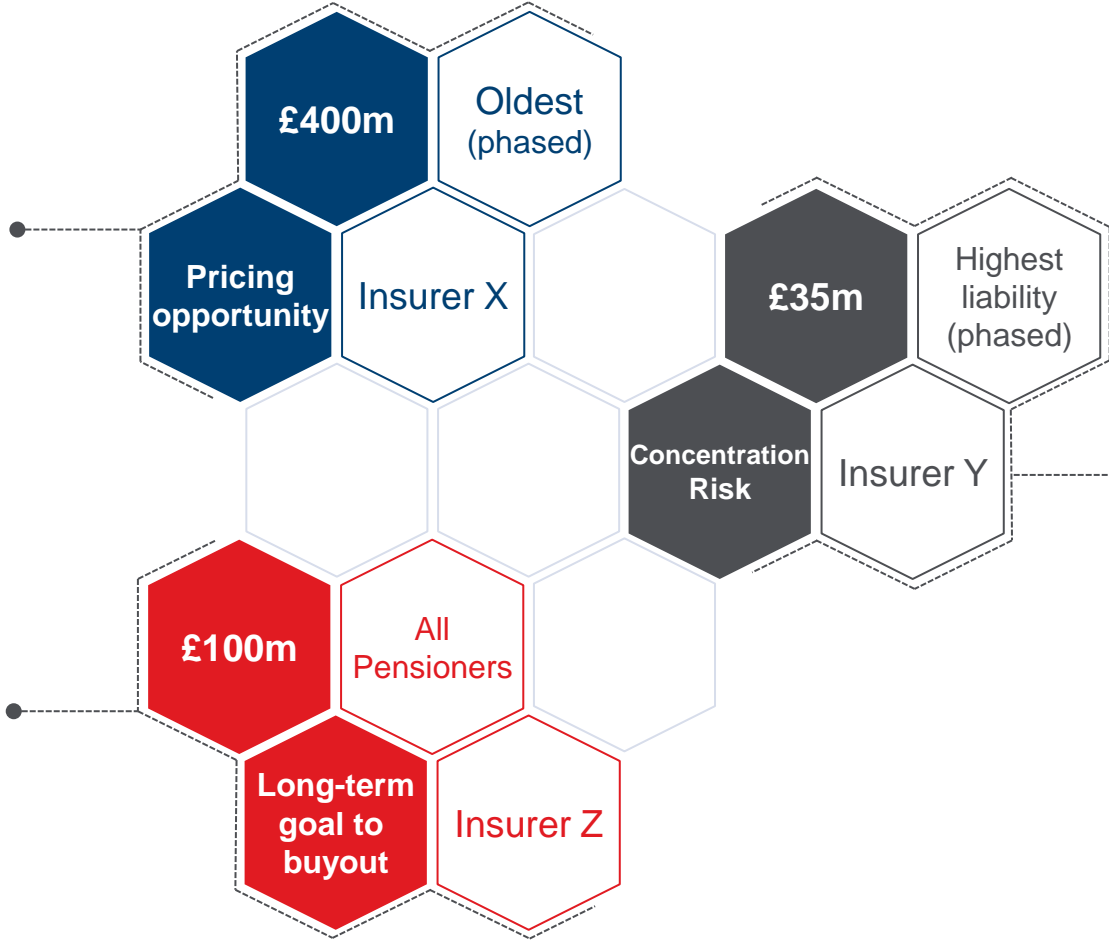 £400m
Oldest
(phased)
Pricing
opportunity
Insurer X
£35m
Highest
liability
(phased)
Concentration
Risk
Insurer Y
£100m
All
Pensioners
Long-term
goal to
buyout
Insurer Z